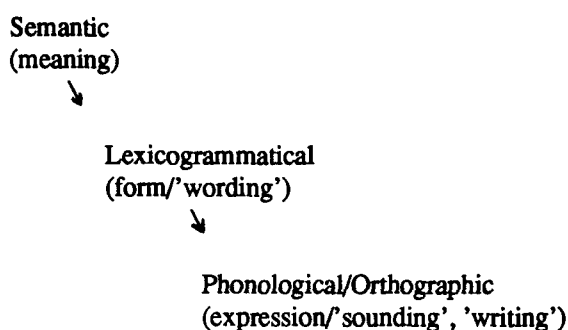 Semantic
(meaning)
Lexicogrammatical
(form/'wording')
Phonological/Orthographic
(expression/'sounding', 'writing')